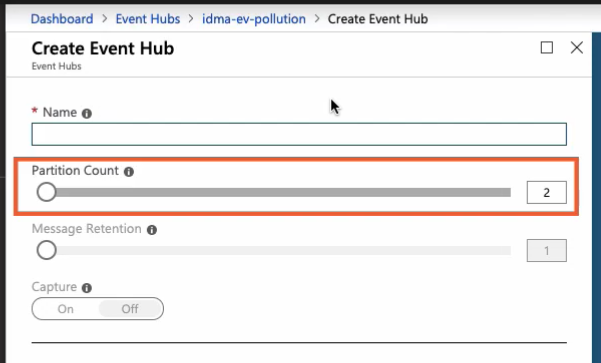 Dashboard > Event Hubs > idma-ev-pollution > Create Event Hub
Create Event Hub
Event Hubs
* Name
Partition Count
2
Message Retention
1
Capture
On Off